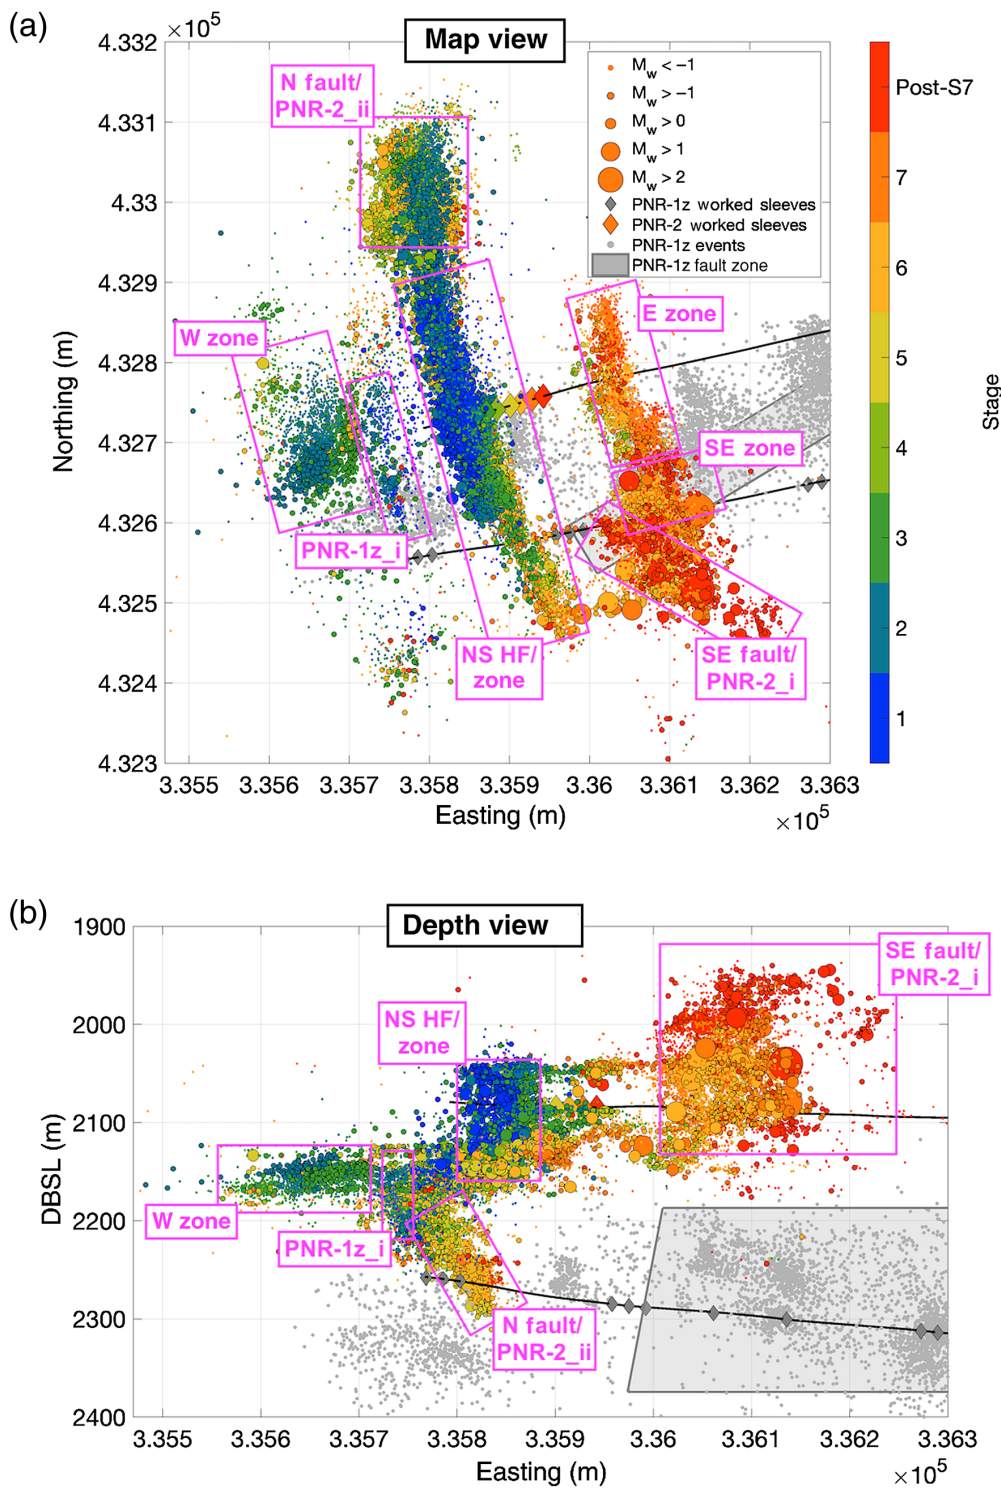 (a)
×10⁵
Map view
4.332
4.331
4.33
4.329
4.328
4.327
4.326
4.325
4.324
4.323
Northing (m)
N fault/
PNR-2_ii
M_w < −1
M_w > −1
M_w > 0
M_w > 1
M_w > 2
PNR-1z worked sleeves
PNR-2 worked sleeves
PNR-1z events
PNR-1z fault zone
W zone
E zone
SE zone
PNR-1z_i
NS HF/
zone
SE fault/
PNR-2_i
3.355
3.356
3.357
3.358
3.359
3.36
3.361
3.362
3.363
Easting (m)
×10⁵
Post-S7
7
6
5
4
3
2
1
Stage
(b)
Depth view
1900
2000
2100
2200
2300
2400
DBSL (m)
SE fault/
PNR-2_i
NS HF/
zone
W zone
PNR-1z_i
N fault/
PNR-2_ii
3.355
3.356
3.357
3.358
3.359
3.36
3.361
3.362
3.363
Easting (m)
×10⁵